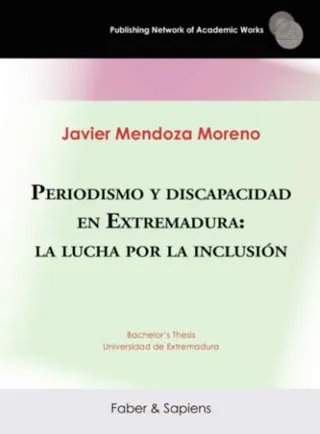 Publishing Network of Academic Works
Javier Mendoza Moreno
Periodismo y discapacidad
en Extremadura:
la lucha por la inclusión
Bachelor's Thesis
Universidad de Extremadura
Faber & Sapiens